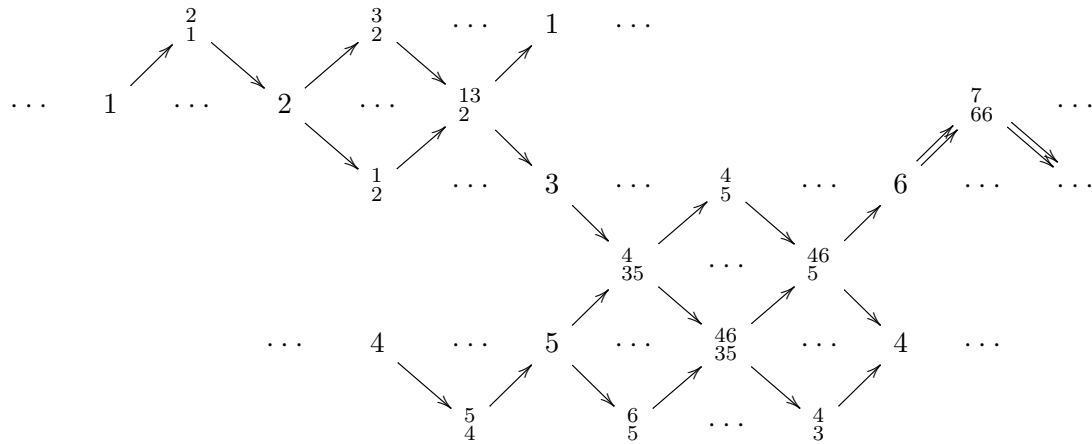 2 3 ⋯ 1 ⋯
1 2
⋯ 1 ⋯ 2 ⋯ 13 7 ⋯
2 66
1 ⋯ 3 ⋯ 4 ⋯ 6 ⋯ ⋯
2 5
4 ⋯ 46
35 5
⋯ 4 ⋯ 5 ⋯ 46 ⋯ 4 ⋯
35
5 6 ⋯ 4
4 5 3